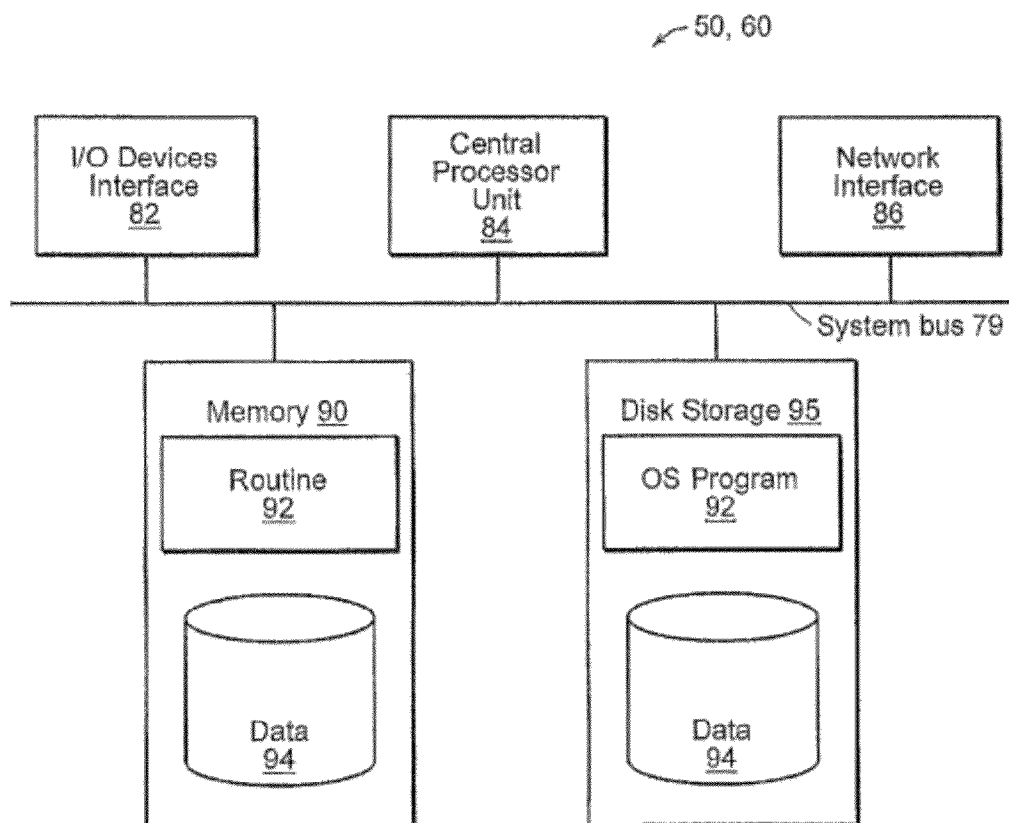 50, 60
I/O Devices
Interface
82
Central
Processor
Unit
84
Network
Interface
86
System bus 79
Memory 90
Routine
92
Data
94
Disk Storage 95
OS Program
92
Data
94